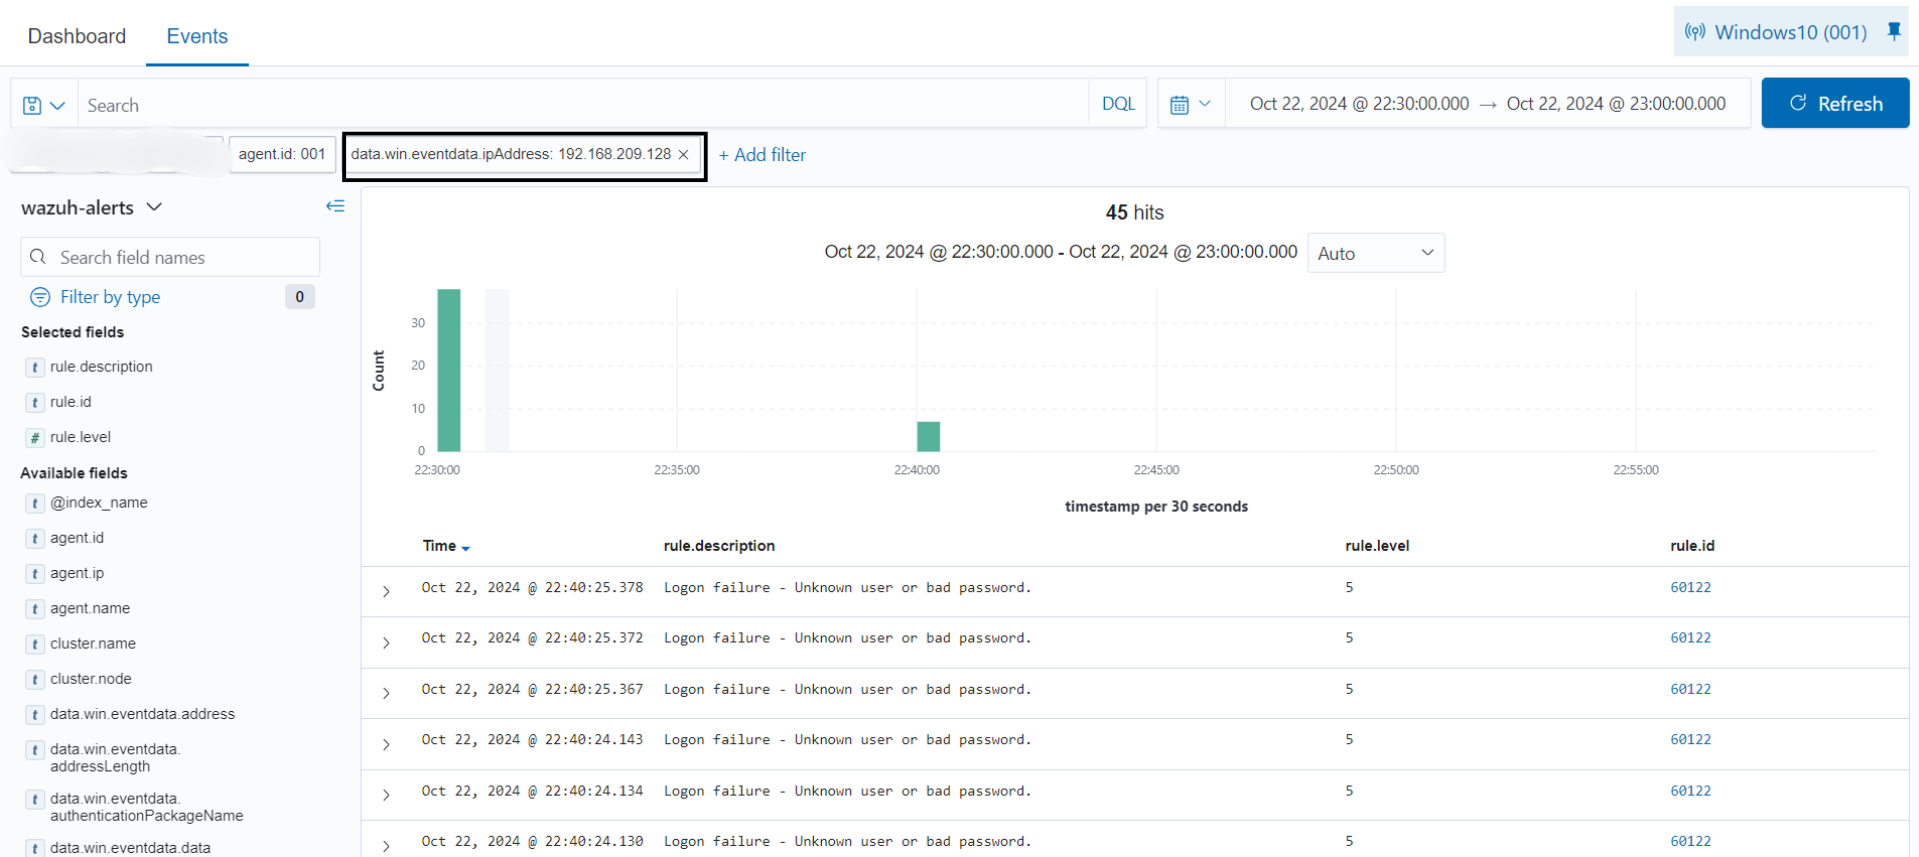 Dashboard Events Windows10 (001)
Search DQL Oct 22, 2024 @ 22:30:00.000 → Oct 22, 2024 @ 23:00:00.000 Refresh
agent.id: 001 data.win.eventdata.ipAddress: 192.168.209.128 × + Add filter
wazuh-alerts
Search field names
Filter by type 0
Selected fields
t rule.description
t rule.id
# rule.level
Available fields
t @index_name
t agent.id
t agent.ip
t agent.name
t cluster.name
t cluster.node
t data.win.eventdata.address
t data.win.eventdata.
addressLength
t data.win.eventdata.
authenticationPackageName
t data.win.eventdata.data
45 hits
Oct 22, 2024 @ 22:30:00.000 - Oct 22, 2024 @ 23:00:00.000 Auto
Count
30
20
10
0
22:30:00 22:35:00 22:40:00 22:45:00 22:50:00 22:55:00
timestamp per 30 seconds
Time rule.description rule.level rule.id
Oct 22, 2024 @ 22:40:25.378 Logon failure - Unknown user or bad password. 5 60122
Oct 22, 2024 @ 22:40:25.372 Logon failure - Unknown user or bad password. 5 60122
Oct 22, 2024 @ 22:40:25.367 Logon failure - Unknown user or bad password. 5 60122
Oct 22, 2024 @ 22:40:24.143 Logon failure - Unknown user or bad password. 5 60122
Oct 22, 2024 @ 22:40:24.134 Logon failure - Unknown user or bad password. 5 60122
Oct 22, 2024 @ 22:40:24.130 Logon failure - Unknown user or bad password. 5 60122